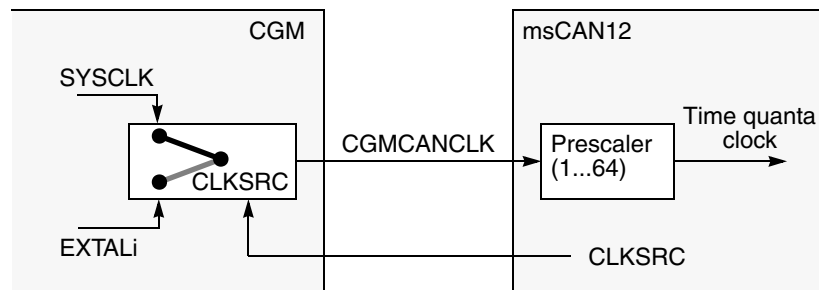 CGM
msCAN12
SYSCLK
CGMCANCLK
Time quanta
clock
Prescaler
(1...64)
CLKSRC
EXTALi
CLKSRC